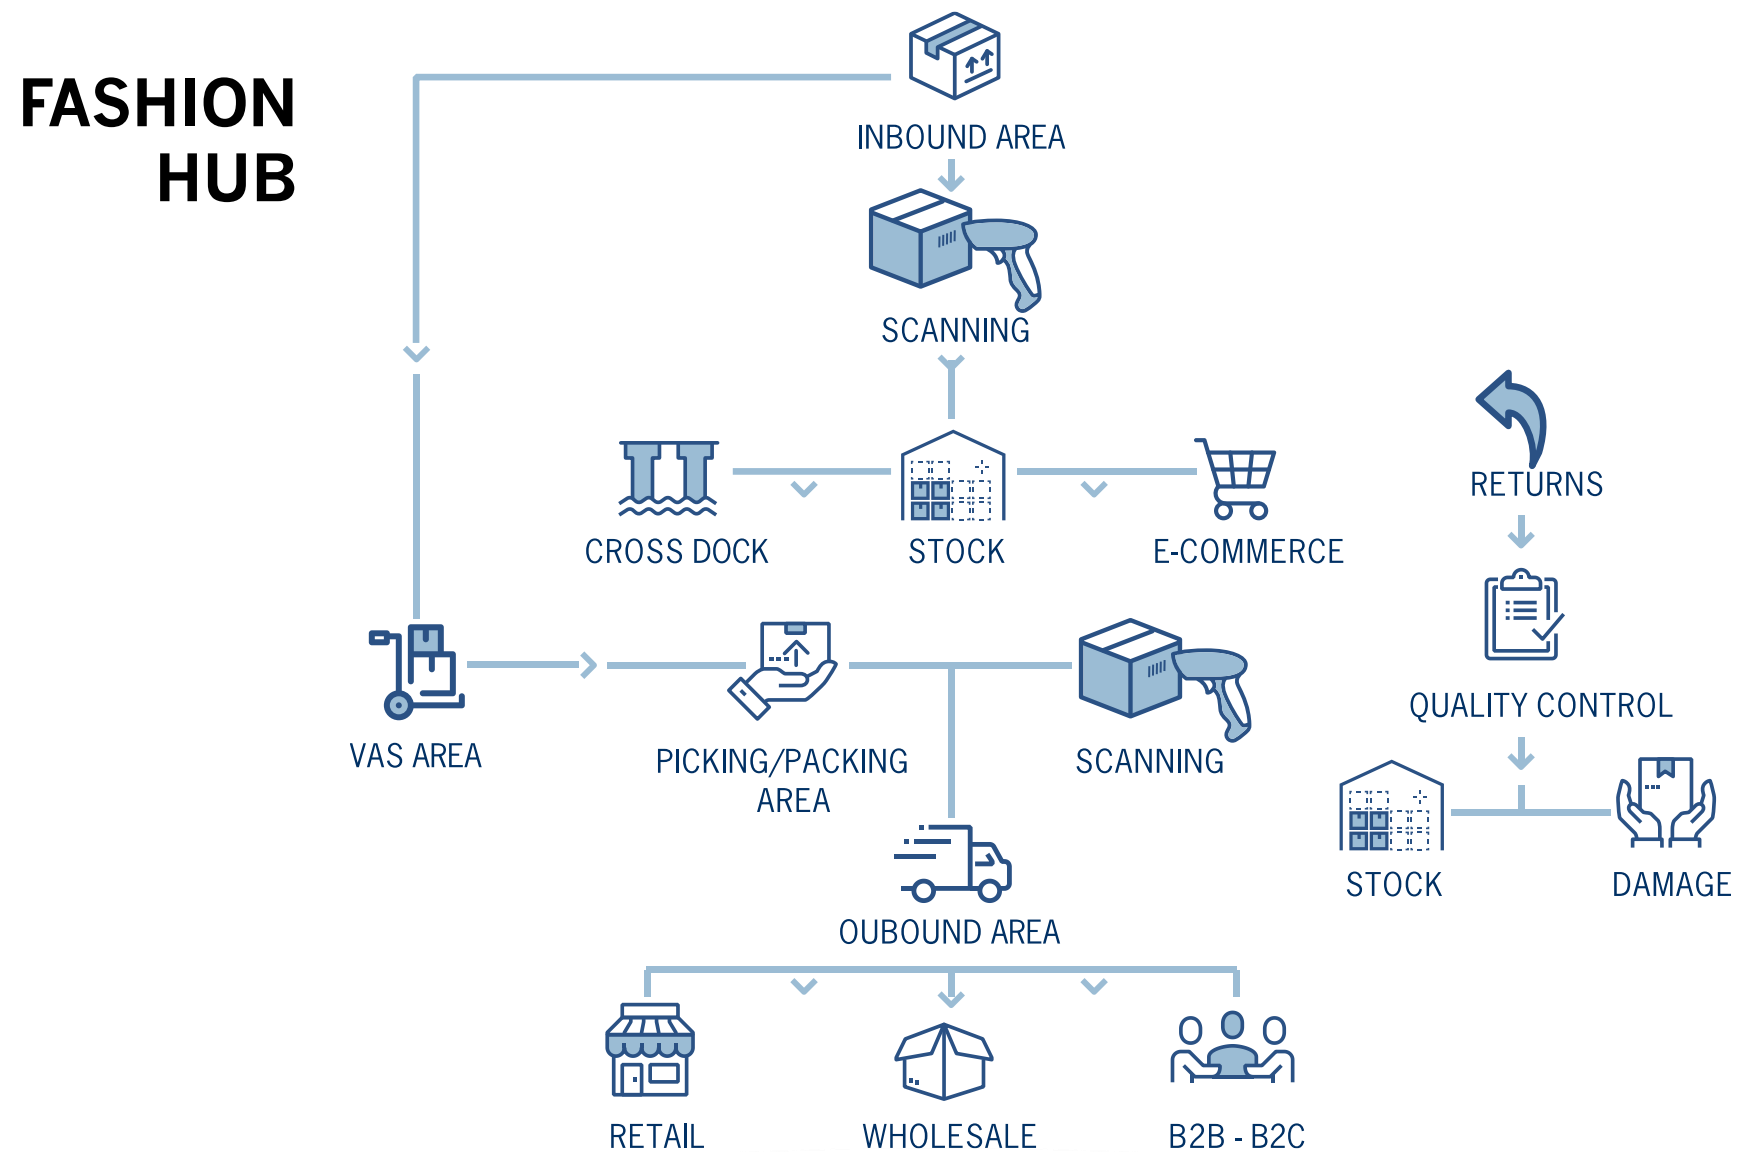 FASHION
HUB
INBOUND AREA
SCANNING
CROSS DOCK
STOCK
E-COMMERCE
RETURNS
VAS AREA
PICKING/PACKING
AREA
SCANNING
QUALITY CONTROL
STOCK
DAMAGE
OUBOUND AREA
RETAIL
WHOLESALE
B2B - B2C